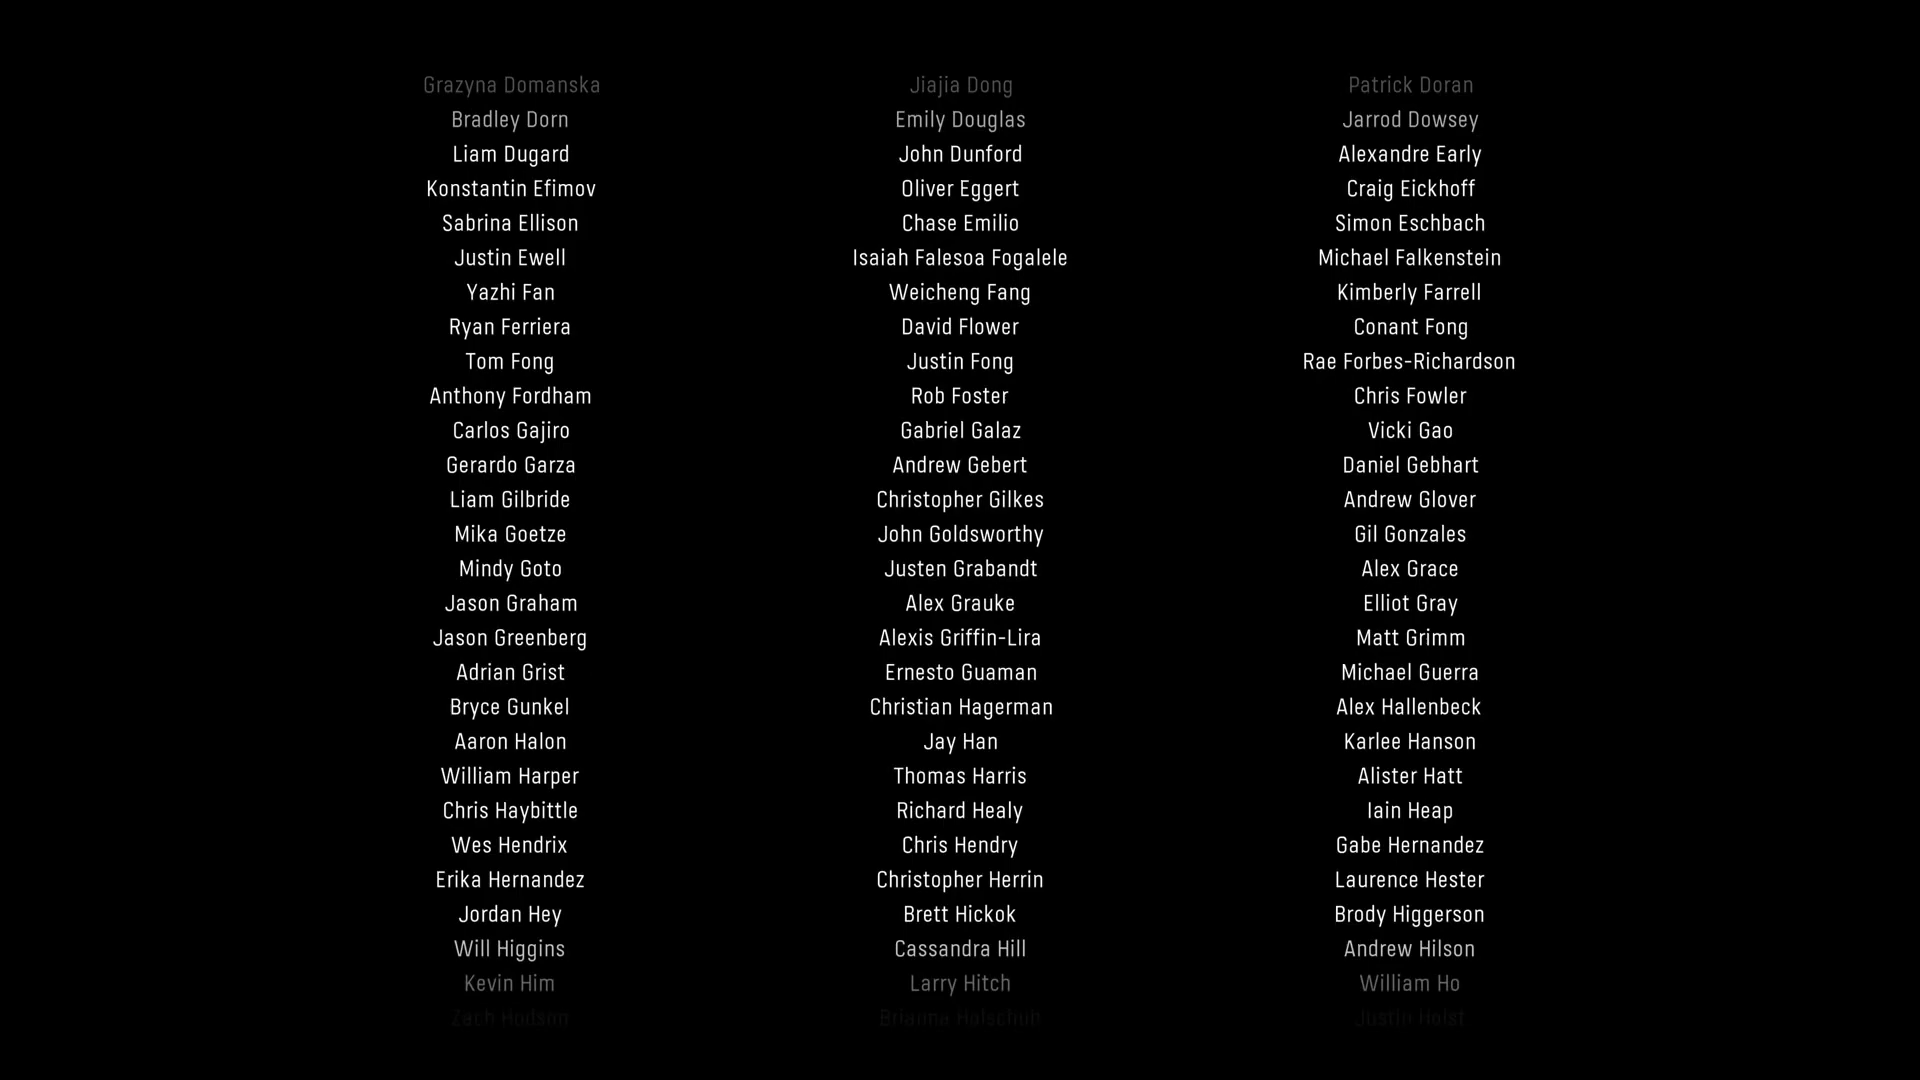 Grazyna Domanska Jiajia Dong Patrick Doran
Bradley Dorn Emily Douglas Jarrod Dowsey
Liam Dugard John Dunford Alexandre Early
Konstantin Efimov Oliver Eggert Craig Eickhoff
Sabrina Ellison Chase Emilio Simon Eschbach
Justin Ewell Isaiah Falesoa Fogalele Michael Falkenstein
Yazhi Fan Weicheng Fang Kimberly Farrell
Ryan Ferriera David Flower Conant Fong
Tom Fong Justin Fong Rae Forbes-Richardson
Anthony Fordham Rob Foster Chris Fowler
Carlos Gajiro Gabriel Galaz Vicki Gao
Gerardo Garza Andrew Gebert Daniel Gebhart
Liam Gilbride Christopher Gilkes Andrew Glover
Mika Goetze John Goldsworthy Gil Gonzales
Mindy Goto Justen Grabandt Alex Grace
Jason Graham Alex Grauke Elliot Gray
Jason Greenberg Alexis Griffin-Lira Matt Grimm
Adrian Grist Ernesto Guaman Michael Guerra
Bryce Gunkel Christian Hagerman Alex Hallenbeck
Aaron Halon Jay Han Karlee Hanson
William Harper Thomas Harris Alister Hatt
Chris Haybittle Richard Healy Iain Heap
Wes Hendrix Chris Hendry Gabe Hernandez
Erika Hernandez Christopher Herrin Laurence Hester
Jordan Hey Brett Hickok Brody Higgerson
Will Higgins Cassandra Hill Andrew Hilson
Kevin Him Larry Hitch William Ho
Zach Hodson Brianna Holschuh Justin Holst